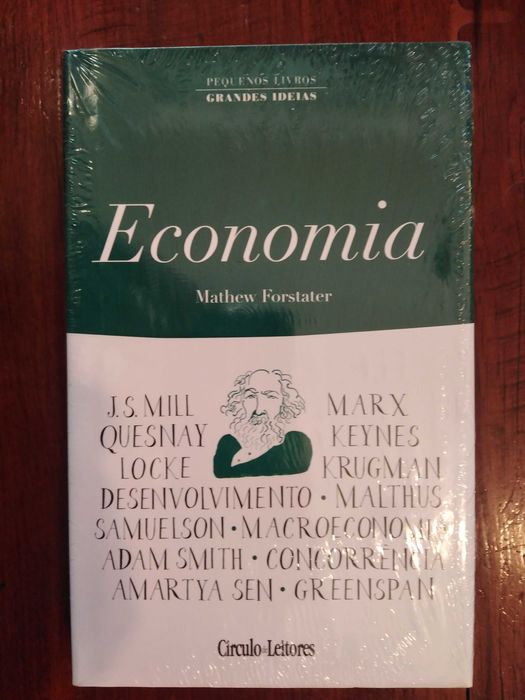 PEQUENOS LIVROS
GRANDES IDEIAS
Economia
Mathew Forstater
J.S. MILL MARX
QUESNAY KEYNES
LOCKE KRUGMAN
DESENVOLVIMENTO • MALTHUS
SAMUELSON • MACROECONOMIA
ADAM SMITH • CONCORRÊNCIA
AMARTYA SEN • GREENSPAN
Círculo de Leitores